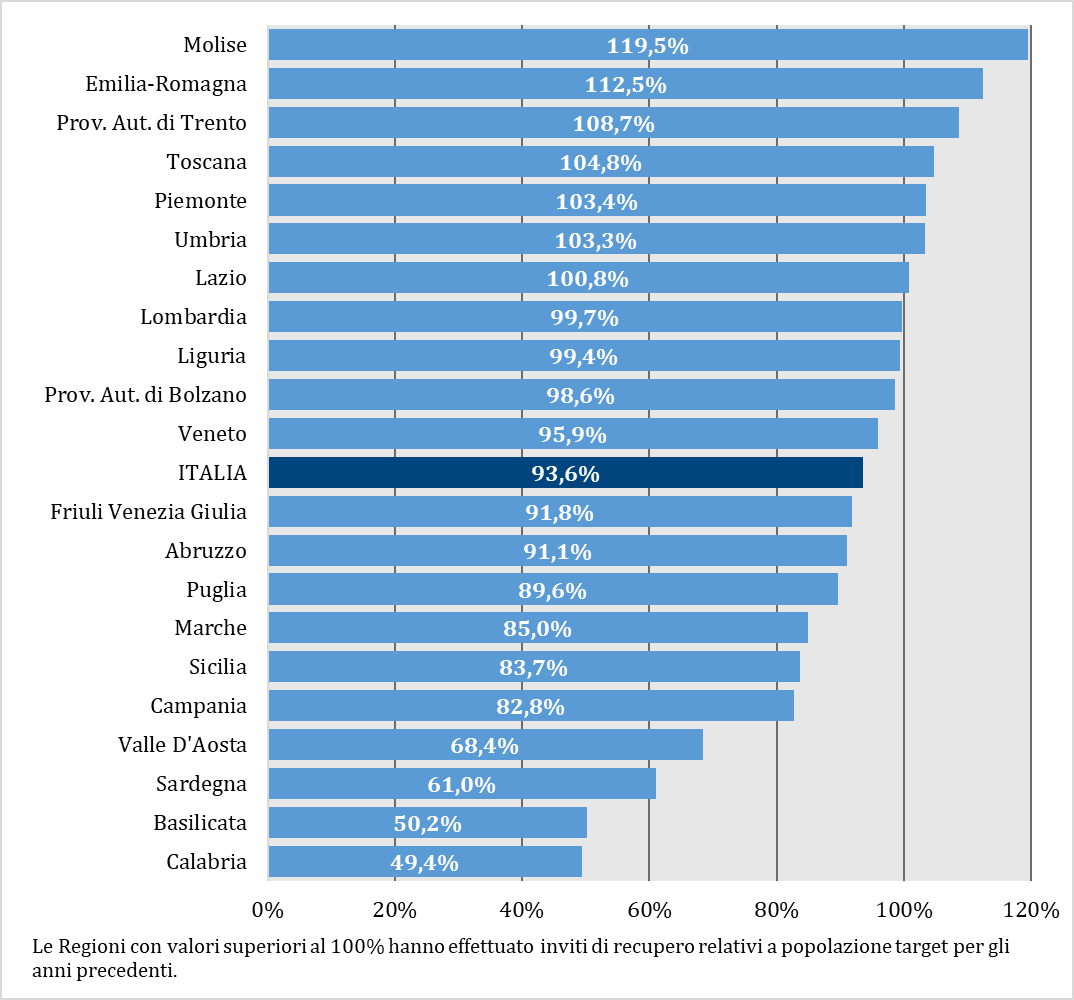 Molise 119,5%
Emilia-Romagna 112,5%
Prov. Aut. di Trento 108,7%
Toscana 104,8%
Piemonte 103,4%
Umbria 103,3%
Lazio 100,8%
Lombardia 99,7%
Liguria 99,4%
Prov. Aut. di Bolzano 98,6%
Veneto 95,9%
ITALIA 93,6%
Friuli Venezia Giulia 91,8%
Abruzzo 91,1%
Puglia 89,6%
Marche 85,0%
Sicilia 83,7%
Campania 82,8%
Valle D'Aosta 68,4%
Sardegna 61,0%
Basilicata 50,2%
Calabria 49,4%
0% 20% 40% 60% 80% 100% 120%
Le Regioni con valori superiori al 100% hanno effettuato inviti di recupero relativi a popolazione target per gli
anni precedenti.